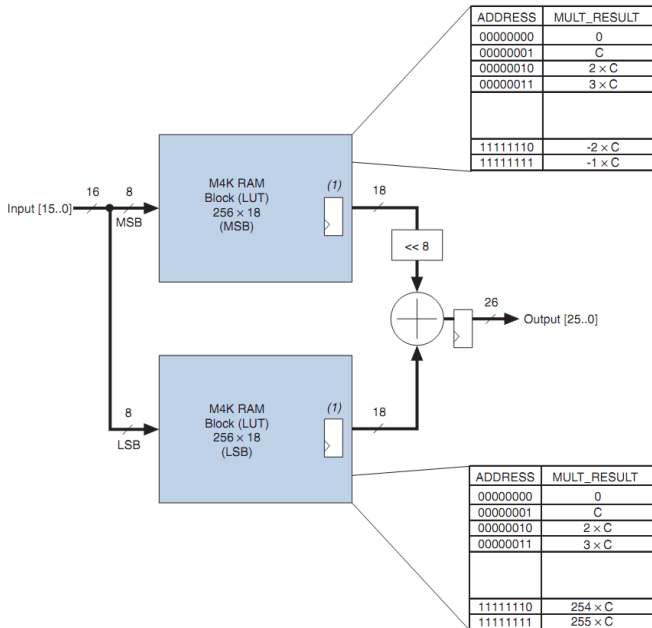 ADDRESS MULT_RESULT
00000000 0
00000001 C
00000010 2 × C
00000011 3 × C
11111110 -2 × C
11111111 -1 × C
M4K RAM
Block (LUT)
256 × 18
(MSB)
(1)
18
Input [15..0]
16
8
MSB
<< 8
26
Output [25..0]
8
LSB
M4K RAM
Block (LUT)
256 × 18
(LSB)
(1)
18
ADDRESS MULT_RESULT
00000000 0
00000001 C
00000010 2 × C
00000011 3 × C
11111110 254 × C
11111111 255 × C